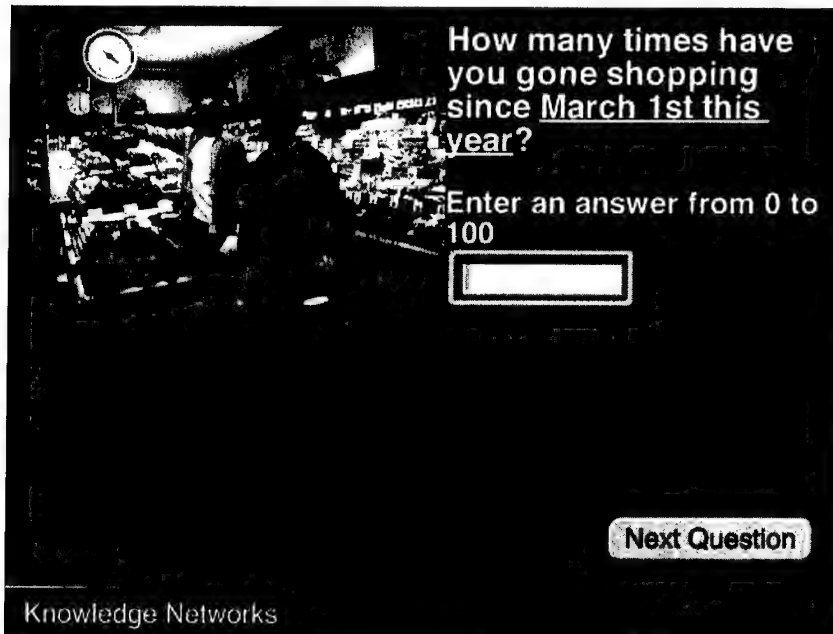 How many times have
you gone shopping
since March 1st this
year?
Enter an answer from 0 to
100
Next Question
Knowledge Networks